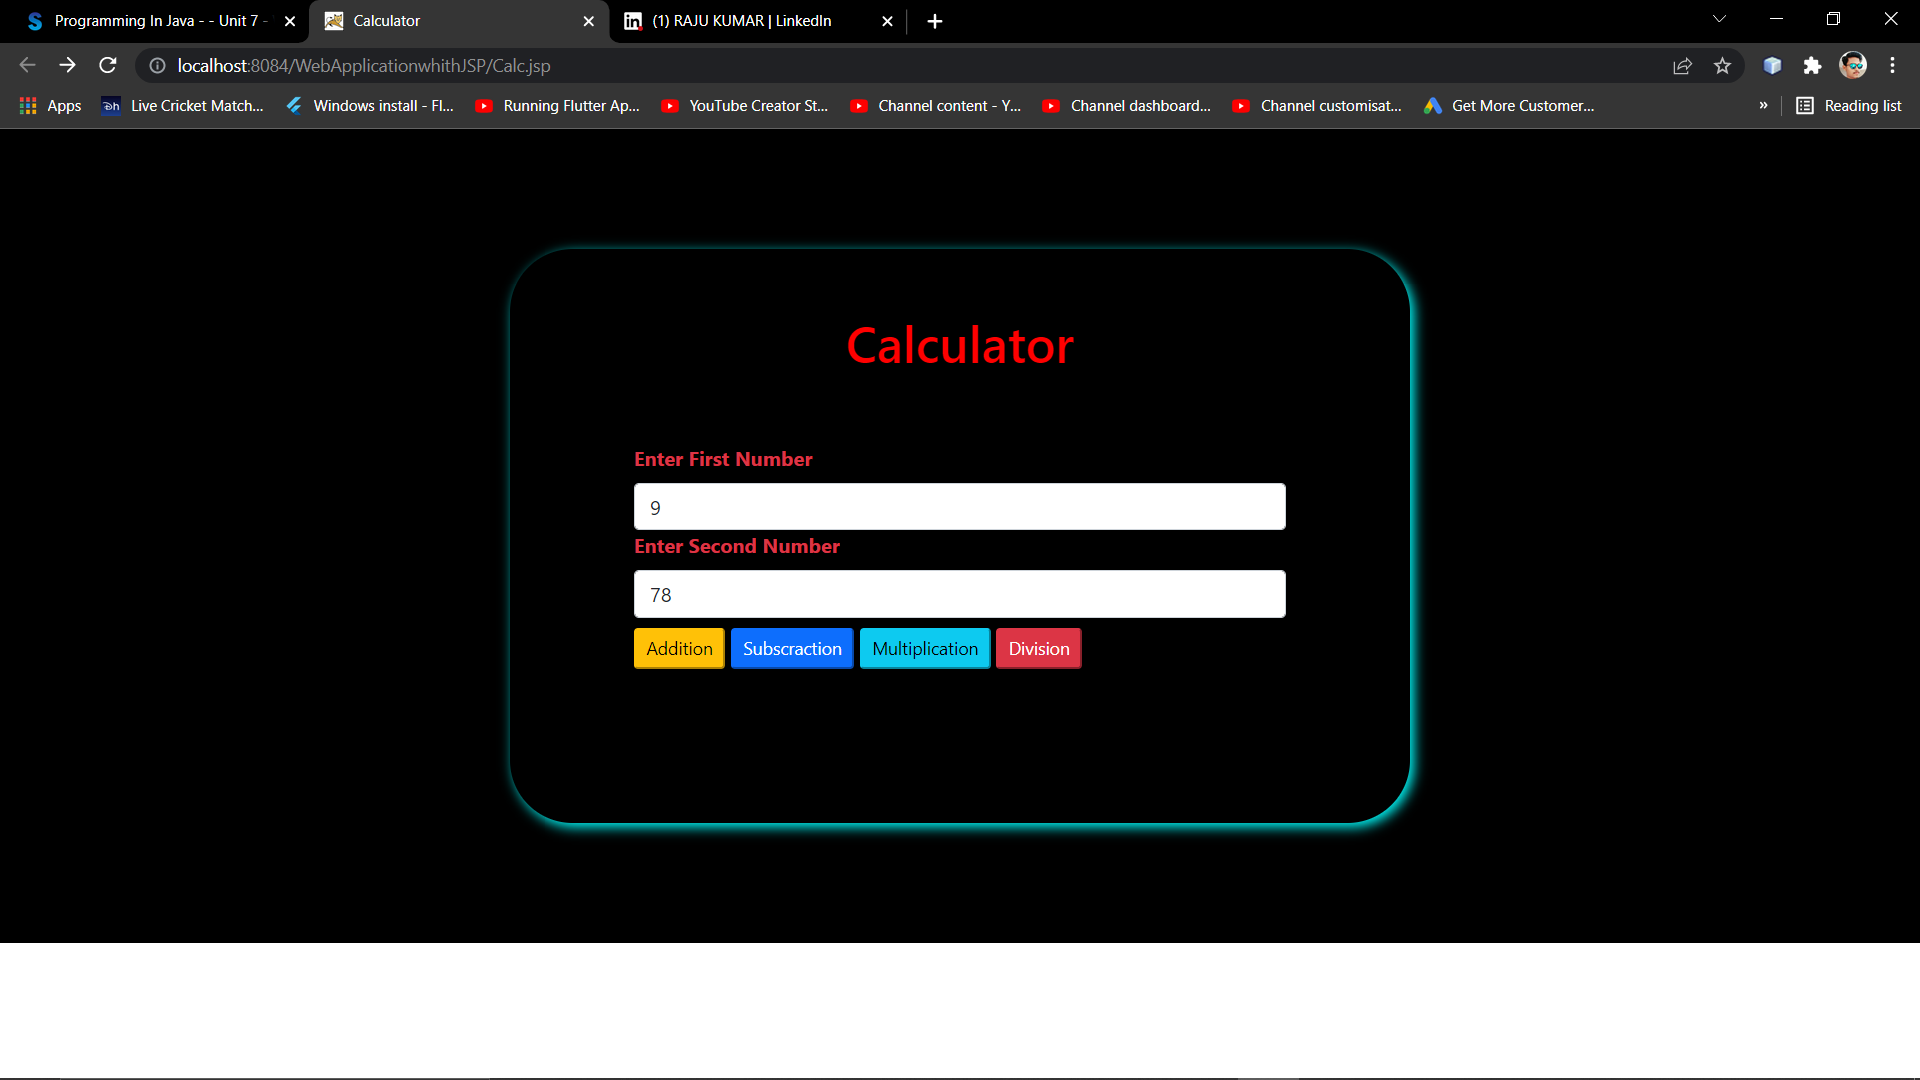 Programming In Java - - Unit 7 -
Calculator
(1) RAJU KUMAR | LinkedIn
localhost:8084/WebApplicationwhithJSP/Calc.jsp
Apps
Live Cricket Match...
Windows install - Fl...
Running Flutter Ap...
YouTube Creator St...
Channel content - Y...
Channel dashboard...
Channel customisat...
Get More Customer...
»
Reading list
Calculator
Enter First Number
9
Enter Second Number
78
Addition Subscraction Multiplication Division